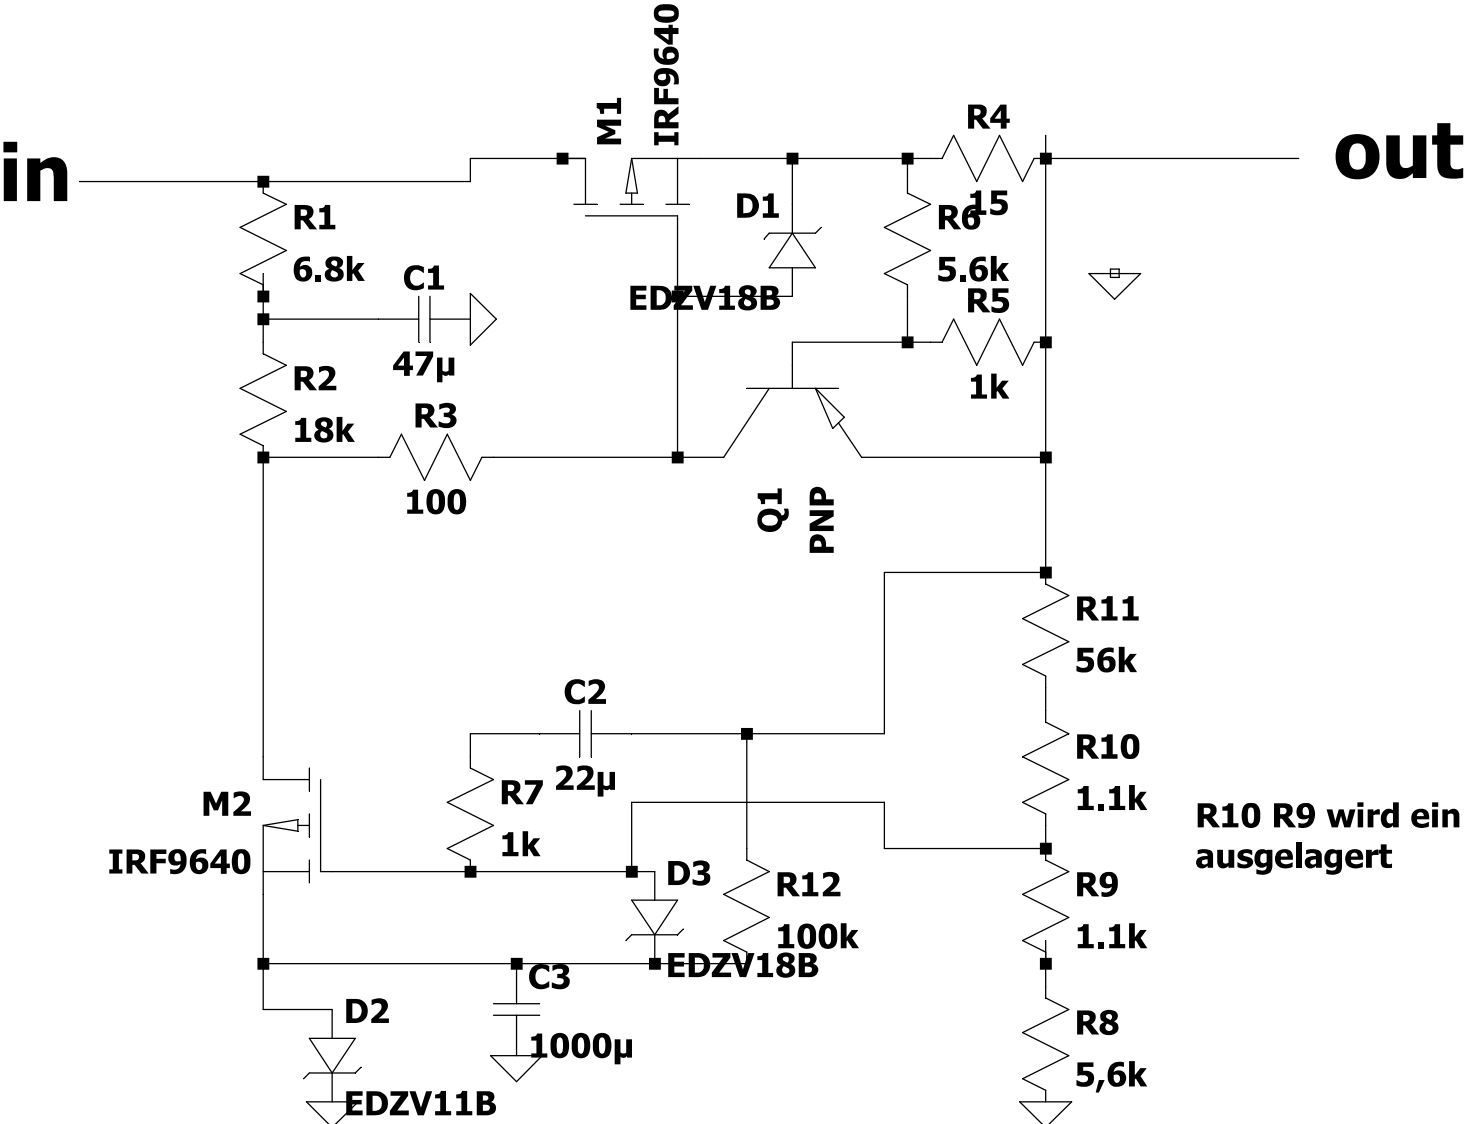 in
out
M1
IRF9640
R4
15
R1
6.8k
C1
47µ
D1
EDZV18B
R6
5.6k
R5
1k
R2
18k
R3
100
Q1
PNP
R11
56k
C2
22µ
R10
1.1k
M2
IRF9640
R7
1k
R10 R9 wird ein
ausgelagert
D3
EDZV18B
R12
100k
R9
1.1k
C3
1000µ
D2
EDZV11B
R8
5,6k